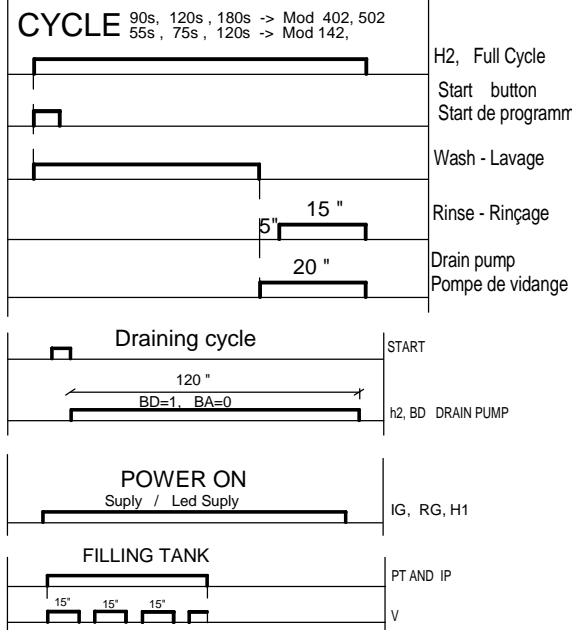 CYCLE 90s, 120s , 180s -> Mod 402, 502
55s , 75s , 120s -> Mod 142,
H2, Full Cycle
Start button
Start de programm
Wash - Lavage
15 "
5"
Rinse - Rinçage
20 "
Drain pump
Pompe de vidange
Draining cycle
START
120 "
BD=1, BA=0
h2, BD DRAIN PUMP
POWER ON
Suply / Led Suply
IG, RG, H1
FILLING TANK
PT AND IP
15" 15" 15"
V